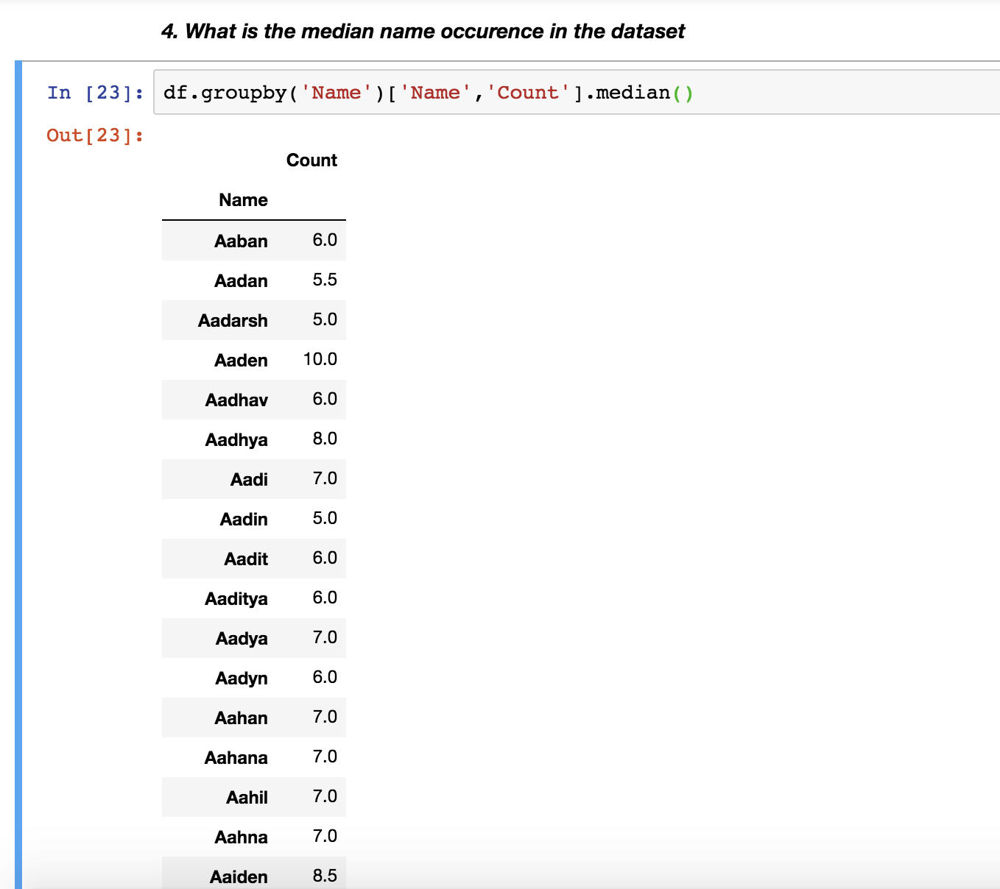 4. What is the median name occurence in the dataset
In [23]: df.groupby('Name')['Name','Count'].median()
Out[23]:
Count
Name
Aaban 6.0
Aadan 5.5
Aadarsh 5.0
Aaden 10.0
Aadhav 6.0
Aadhya 8.0
Aadi 7.0
Aadin 5.0
Aadit 6.0
Aaditya 6.0
Aadya 7.0
Aadyn 6.0
Aahan 7.0
Aahana 7.0
Aahil 7.0
Aahna 7.0
Aaiden 8.5